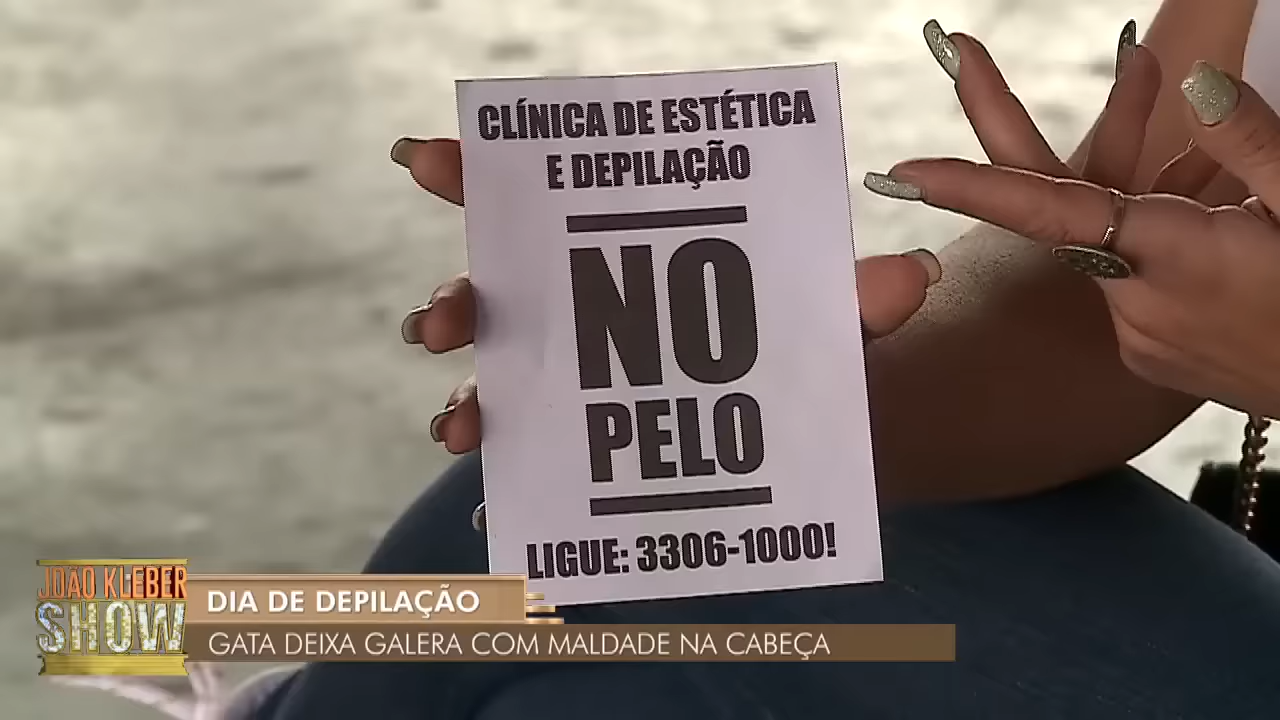 CLÍNICA DE ESTÉTICA
E DEPILAÇÃO
NO
PELO
LIGUE: 3306-1000!
JOÃO KLEBER
SHOW
DIA DE DEPILAÇÃO
GATA DEIXA GALERA COM MALDADE NA CABEÇA